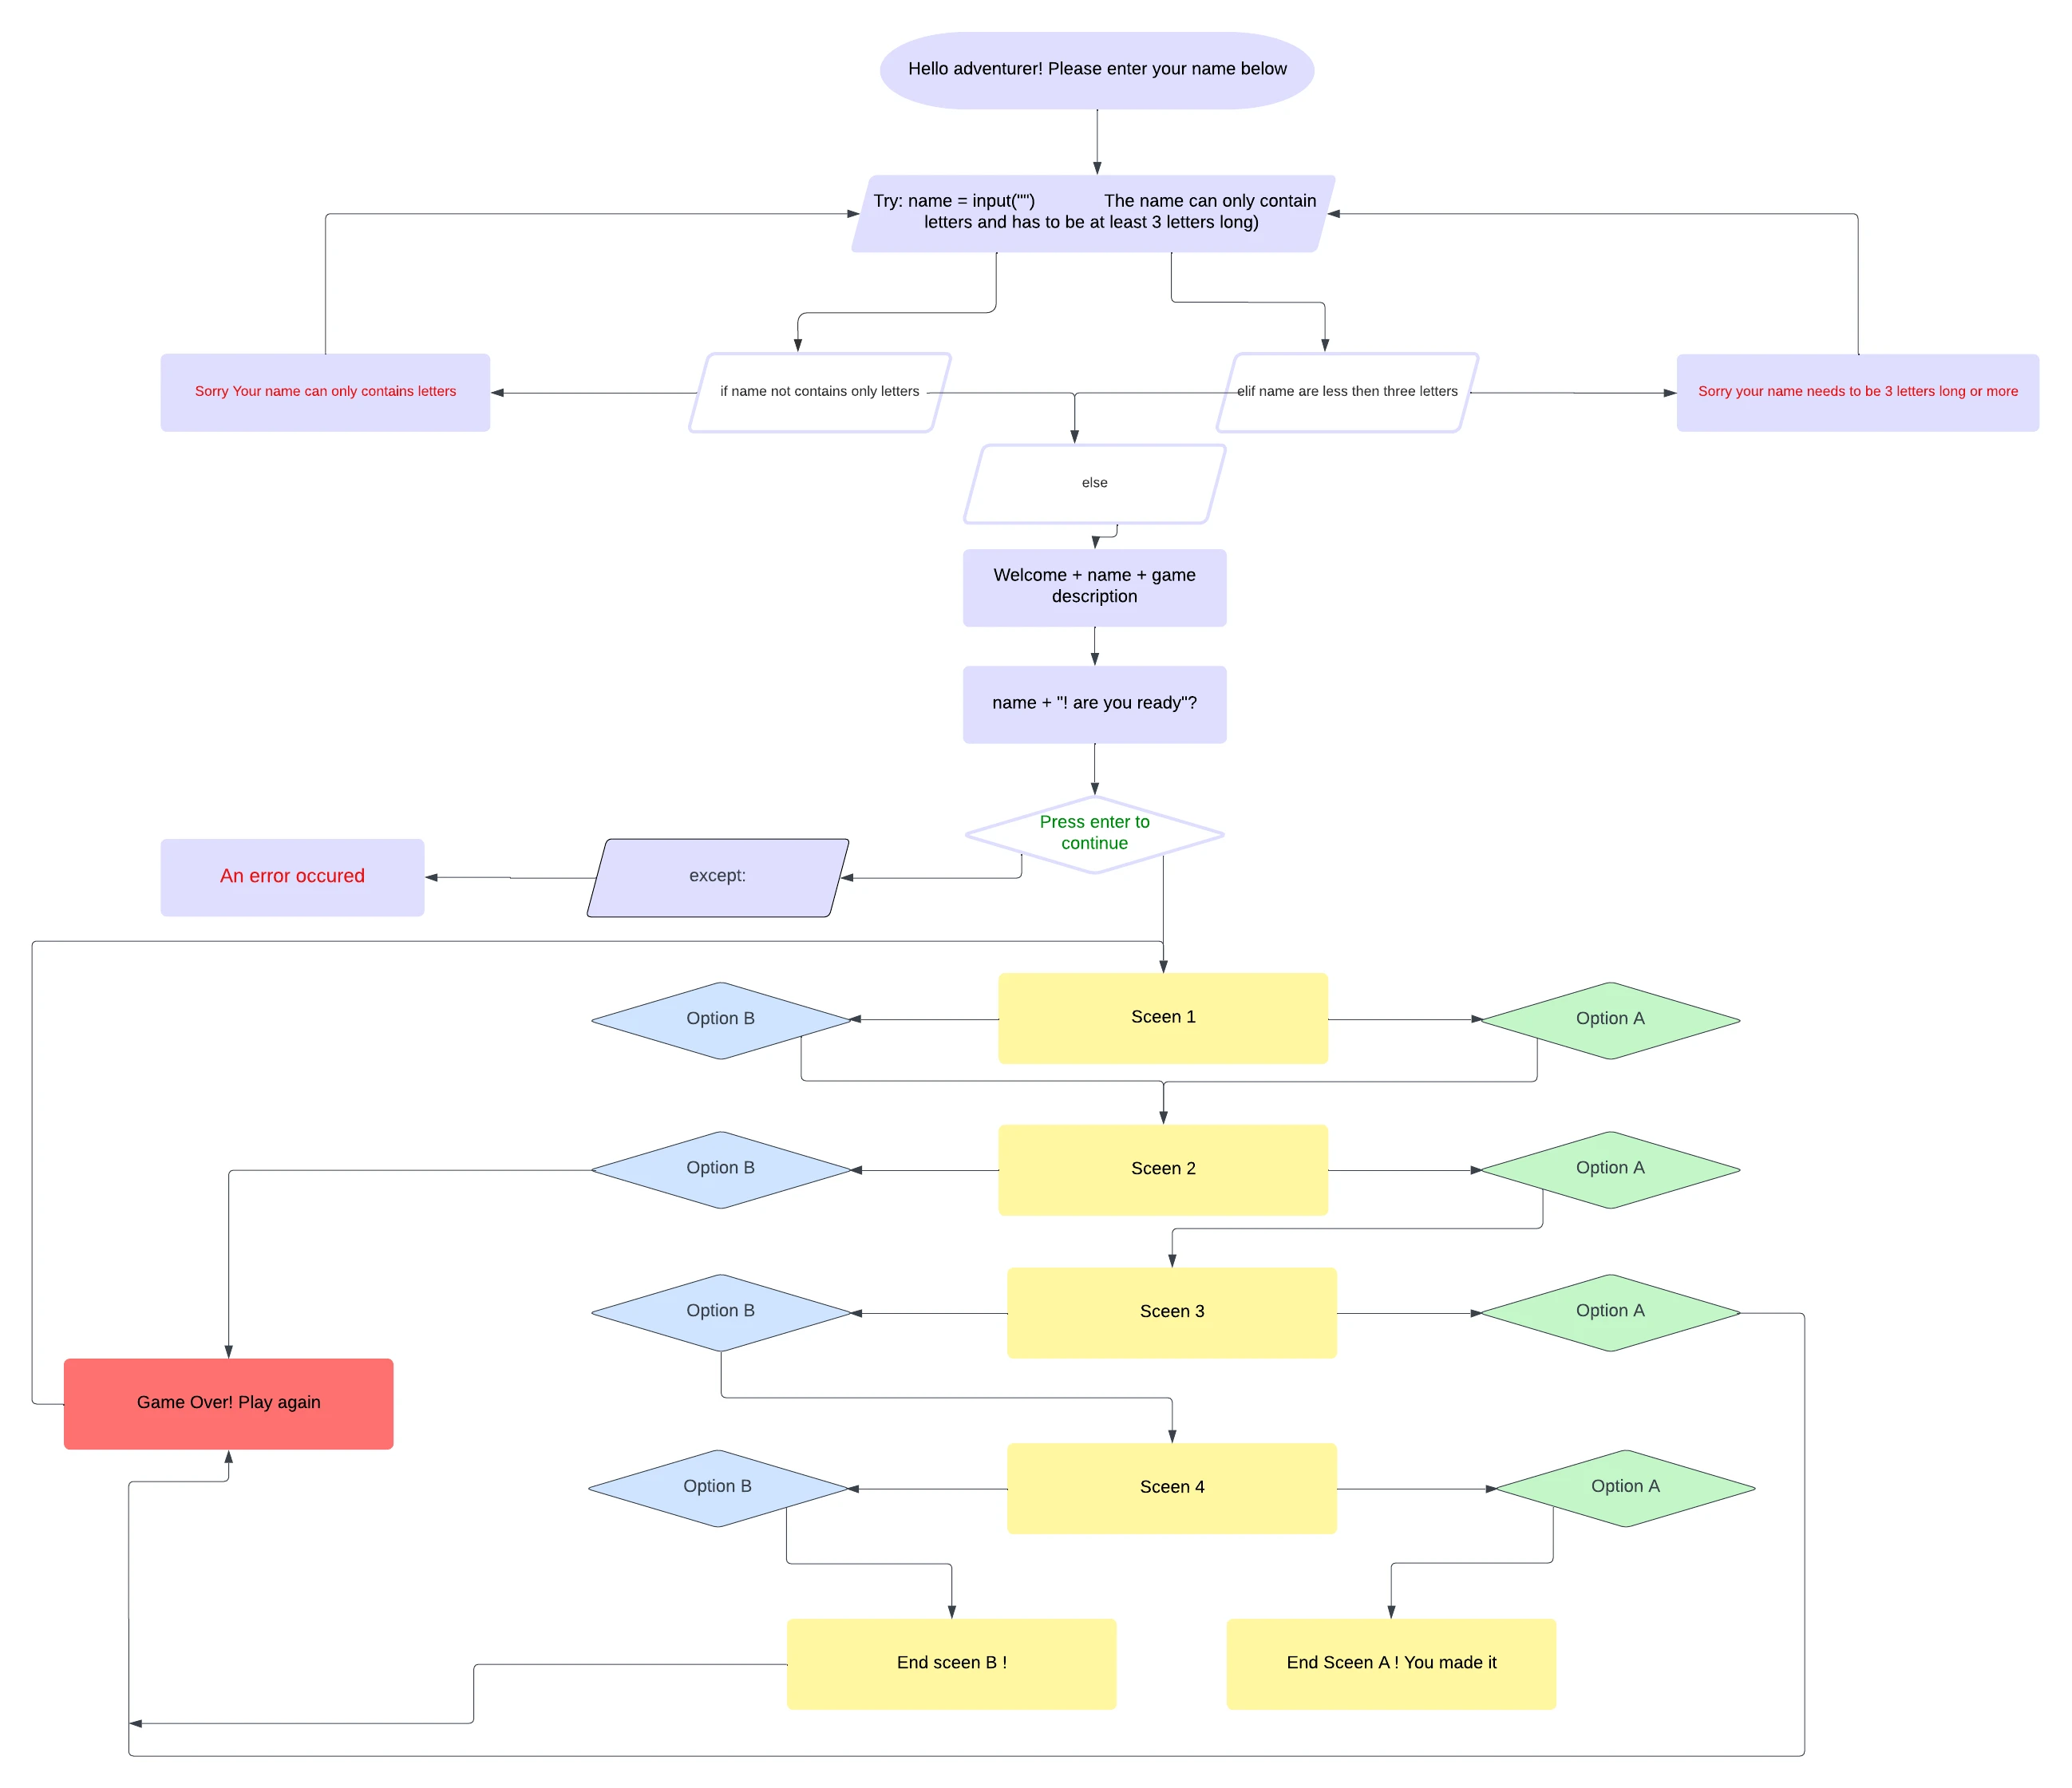 Hello adventurer! Please enter your name below
Try: name = input("") The name can only contain
letters and has to be at least 3 letters long)
Sorry Your name can only contains letters
if name not contains only letters
elif name are less then three letters
Sorry your name needs to be 3 letters long or more
else
Welcome + name + game
description
name + "! are you ready"?
Press enter to
continue
except:
An error occured
Option B
Sceen 1
Option A
Option B
Sceen 2
Option A
Option B
Sceen 3
Option A
Game Over! Play again
Option B
Sceen 4
Option A
End sceen B !
End Sceen A ! You made it